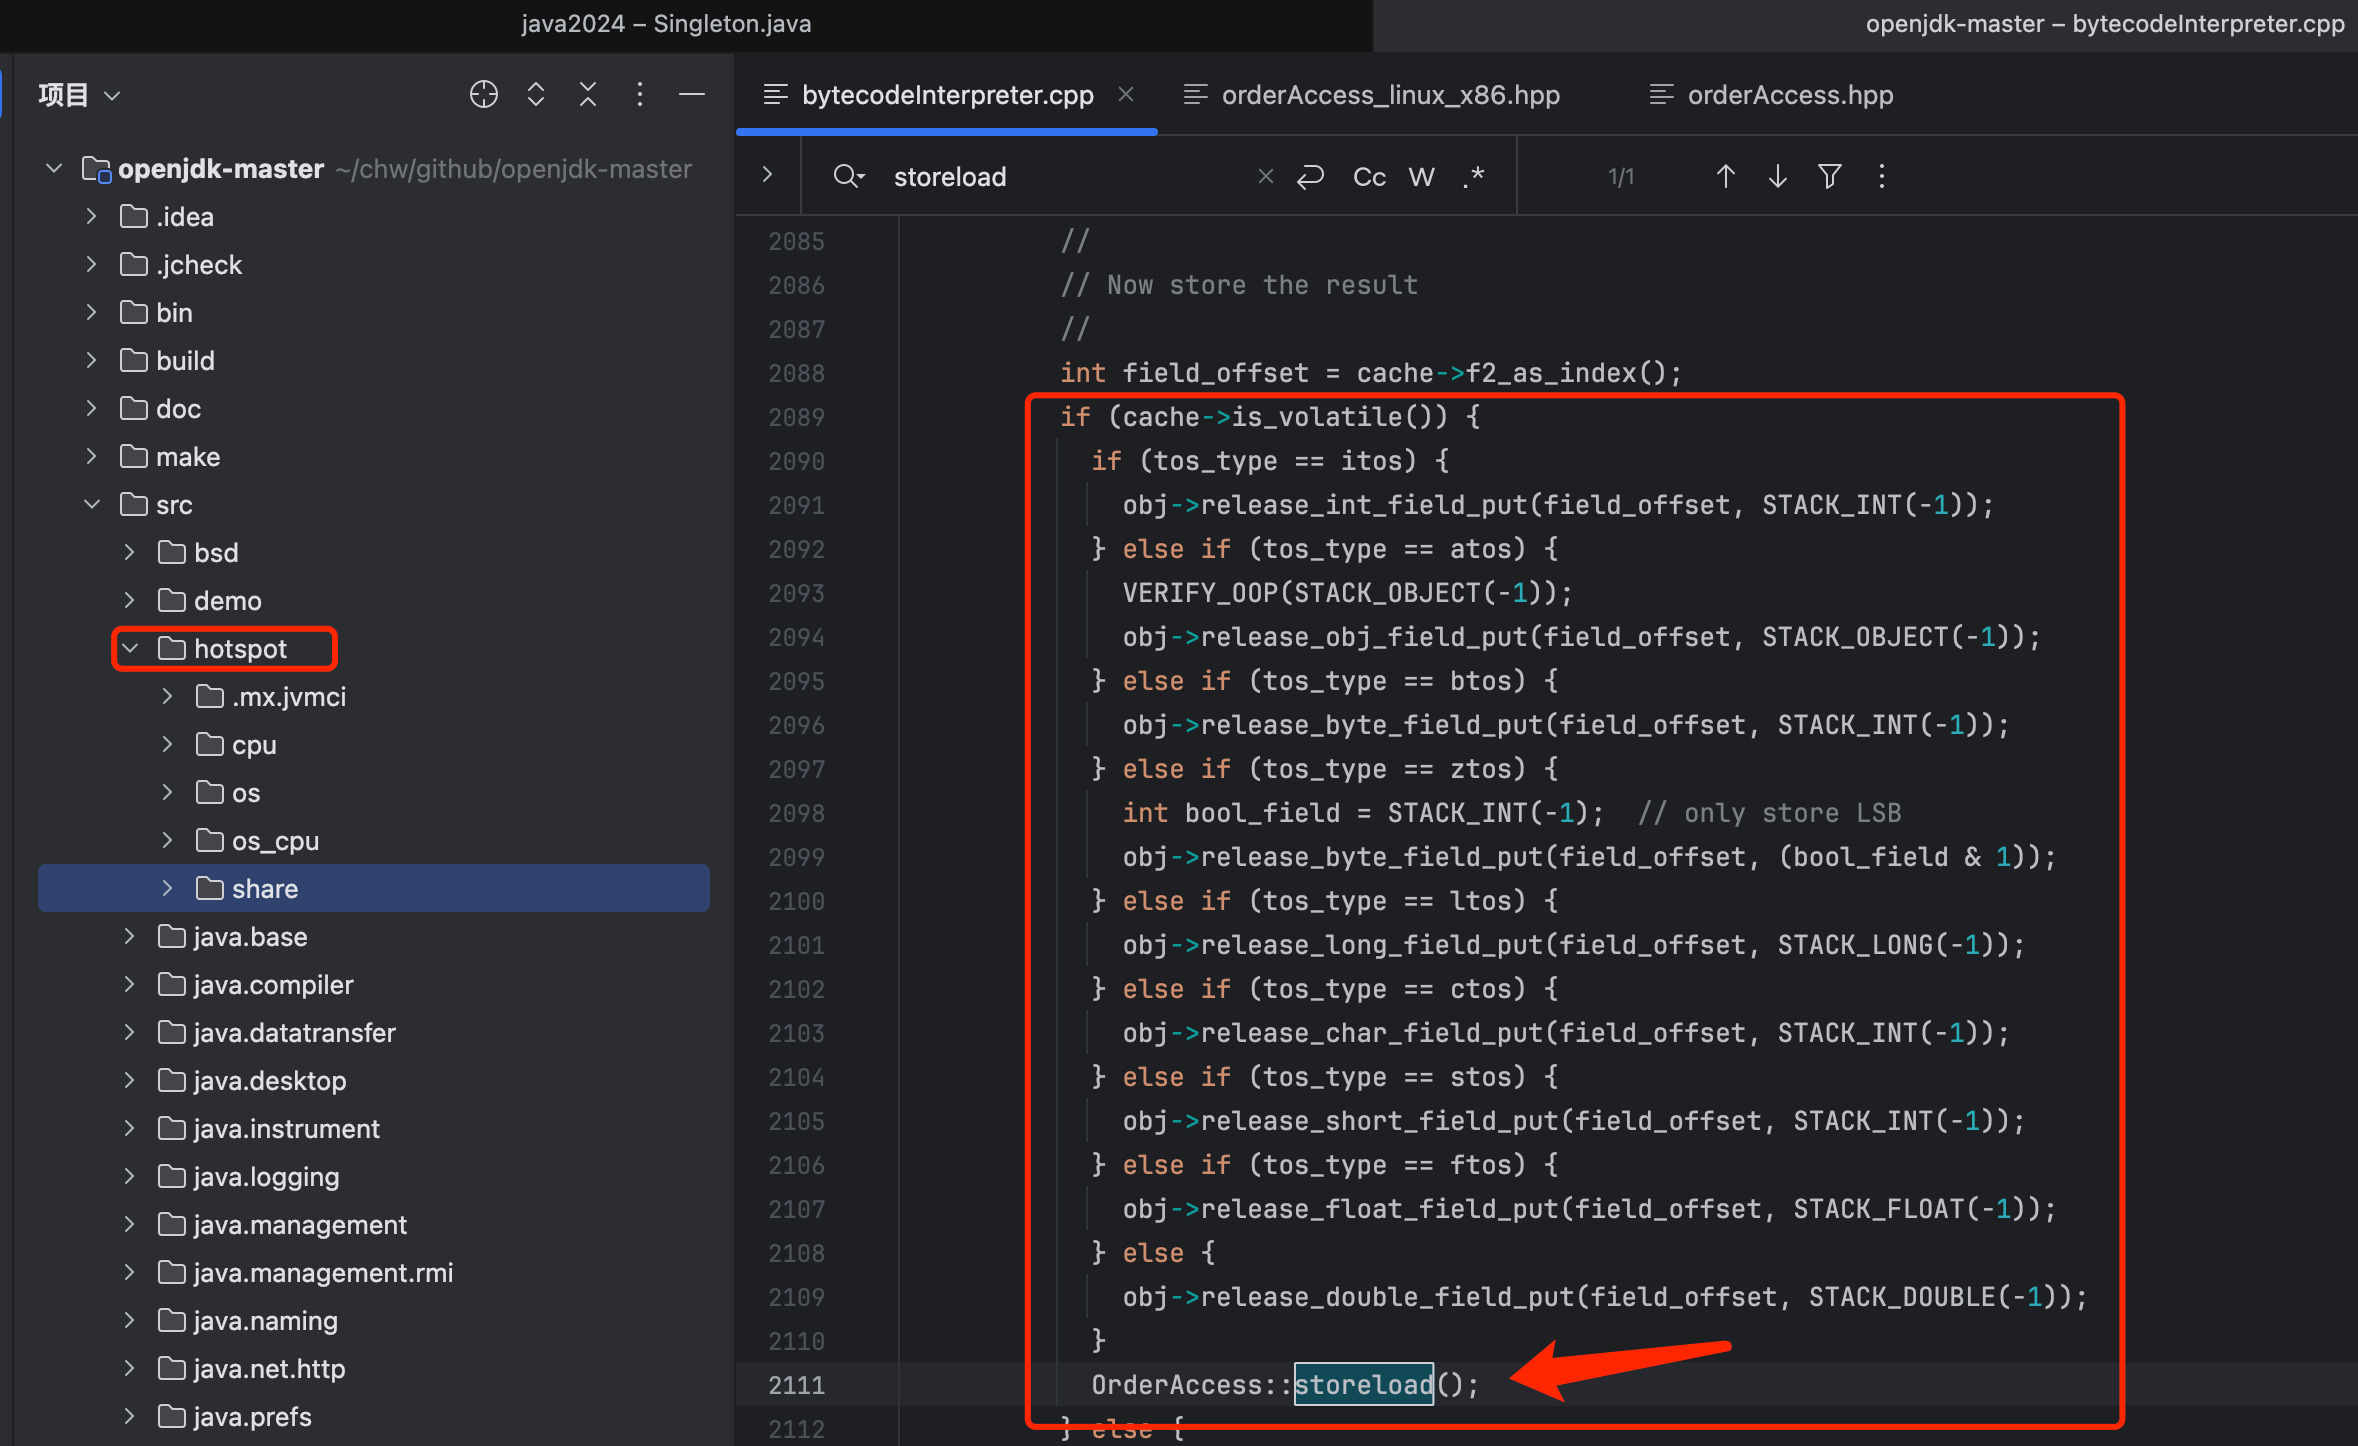 java2024 – Singleton.java
openjdk-master – bytecodeInterpreter.cpp
项目
openjdk-master ~/chw/github/openjdk-master
.idea
.jcheck
bin
build
doc
make
src
bsd
demo
hotspot
.mx.jvmci
cpu
os
os_cpu
share
java.base
java.compiler
java.datatransfer
java.desktop
java.instrument
java.logging
java.management
java.management.rmi
java.naming
java.net.http
java.prefs
bytecodeInterpreter.cpp
orderAccess_linux_x86.hpp
orderAccess.hpp
storeload
Cc W .*
1/1
2085 //
2086 // Now store the result
2087 //
2088 int field_offset = cache->f2_as_index();
2089 if (cache->is_volatile()) {
2090 if (tos_type == itos) {
2091 obj->release_int_field_put(field_offset, STACK_INT(-1));
2092 } else if (tos_type == atos) {
2093 VERIFY_OOP(STACK_OBJECT(-1));
2094 obj->release_obj_field_put(field_offset, STACK_OBJECT(-1));
2095 } else if (tos_type == btos) {
2096 obj->release_byte_field_put(field_offset, STACK_INT(-1));
2097 } else if (tos_type == ztos) {
2098 int bool_field = STACK_INT(-1);  // only store LSB
2099 obj->release_byte_field_put(field_offset, (bool_field & 1));
2100 } else if (tos_type == ltos) {
2101 obj->release_long_field_put(field_offset, STACK_LONG(-1));
2102 } else if (tos_type == ctos) {
2103 obj->release_char_field_put(field_offset, STACK_INT(-1));
2104 } else if (tos_type == stos) {
2105 obj->release_short_field_put(field_offset, STACK_INT(-1));
2106 } else if (tos_type == ftos) {
2107 obj->release_float_field_put(field_offset, STACK_FLOAT(-1));
2108 } else {
2109 obj->release_double_field_put(field_offset, STACK_DOUBLE(-1));
2110 }
2111 OrderAccess::storeload();
2112 } else {